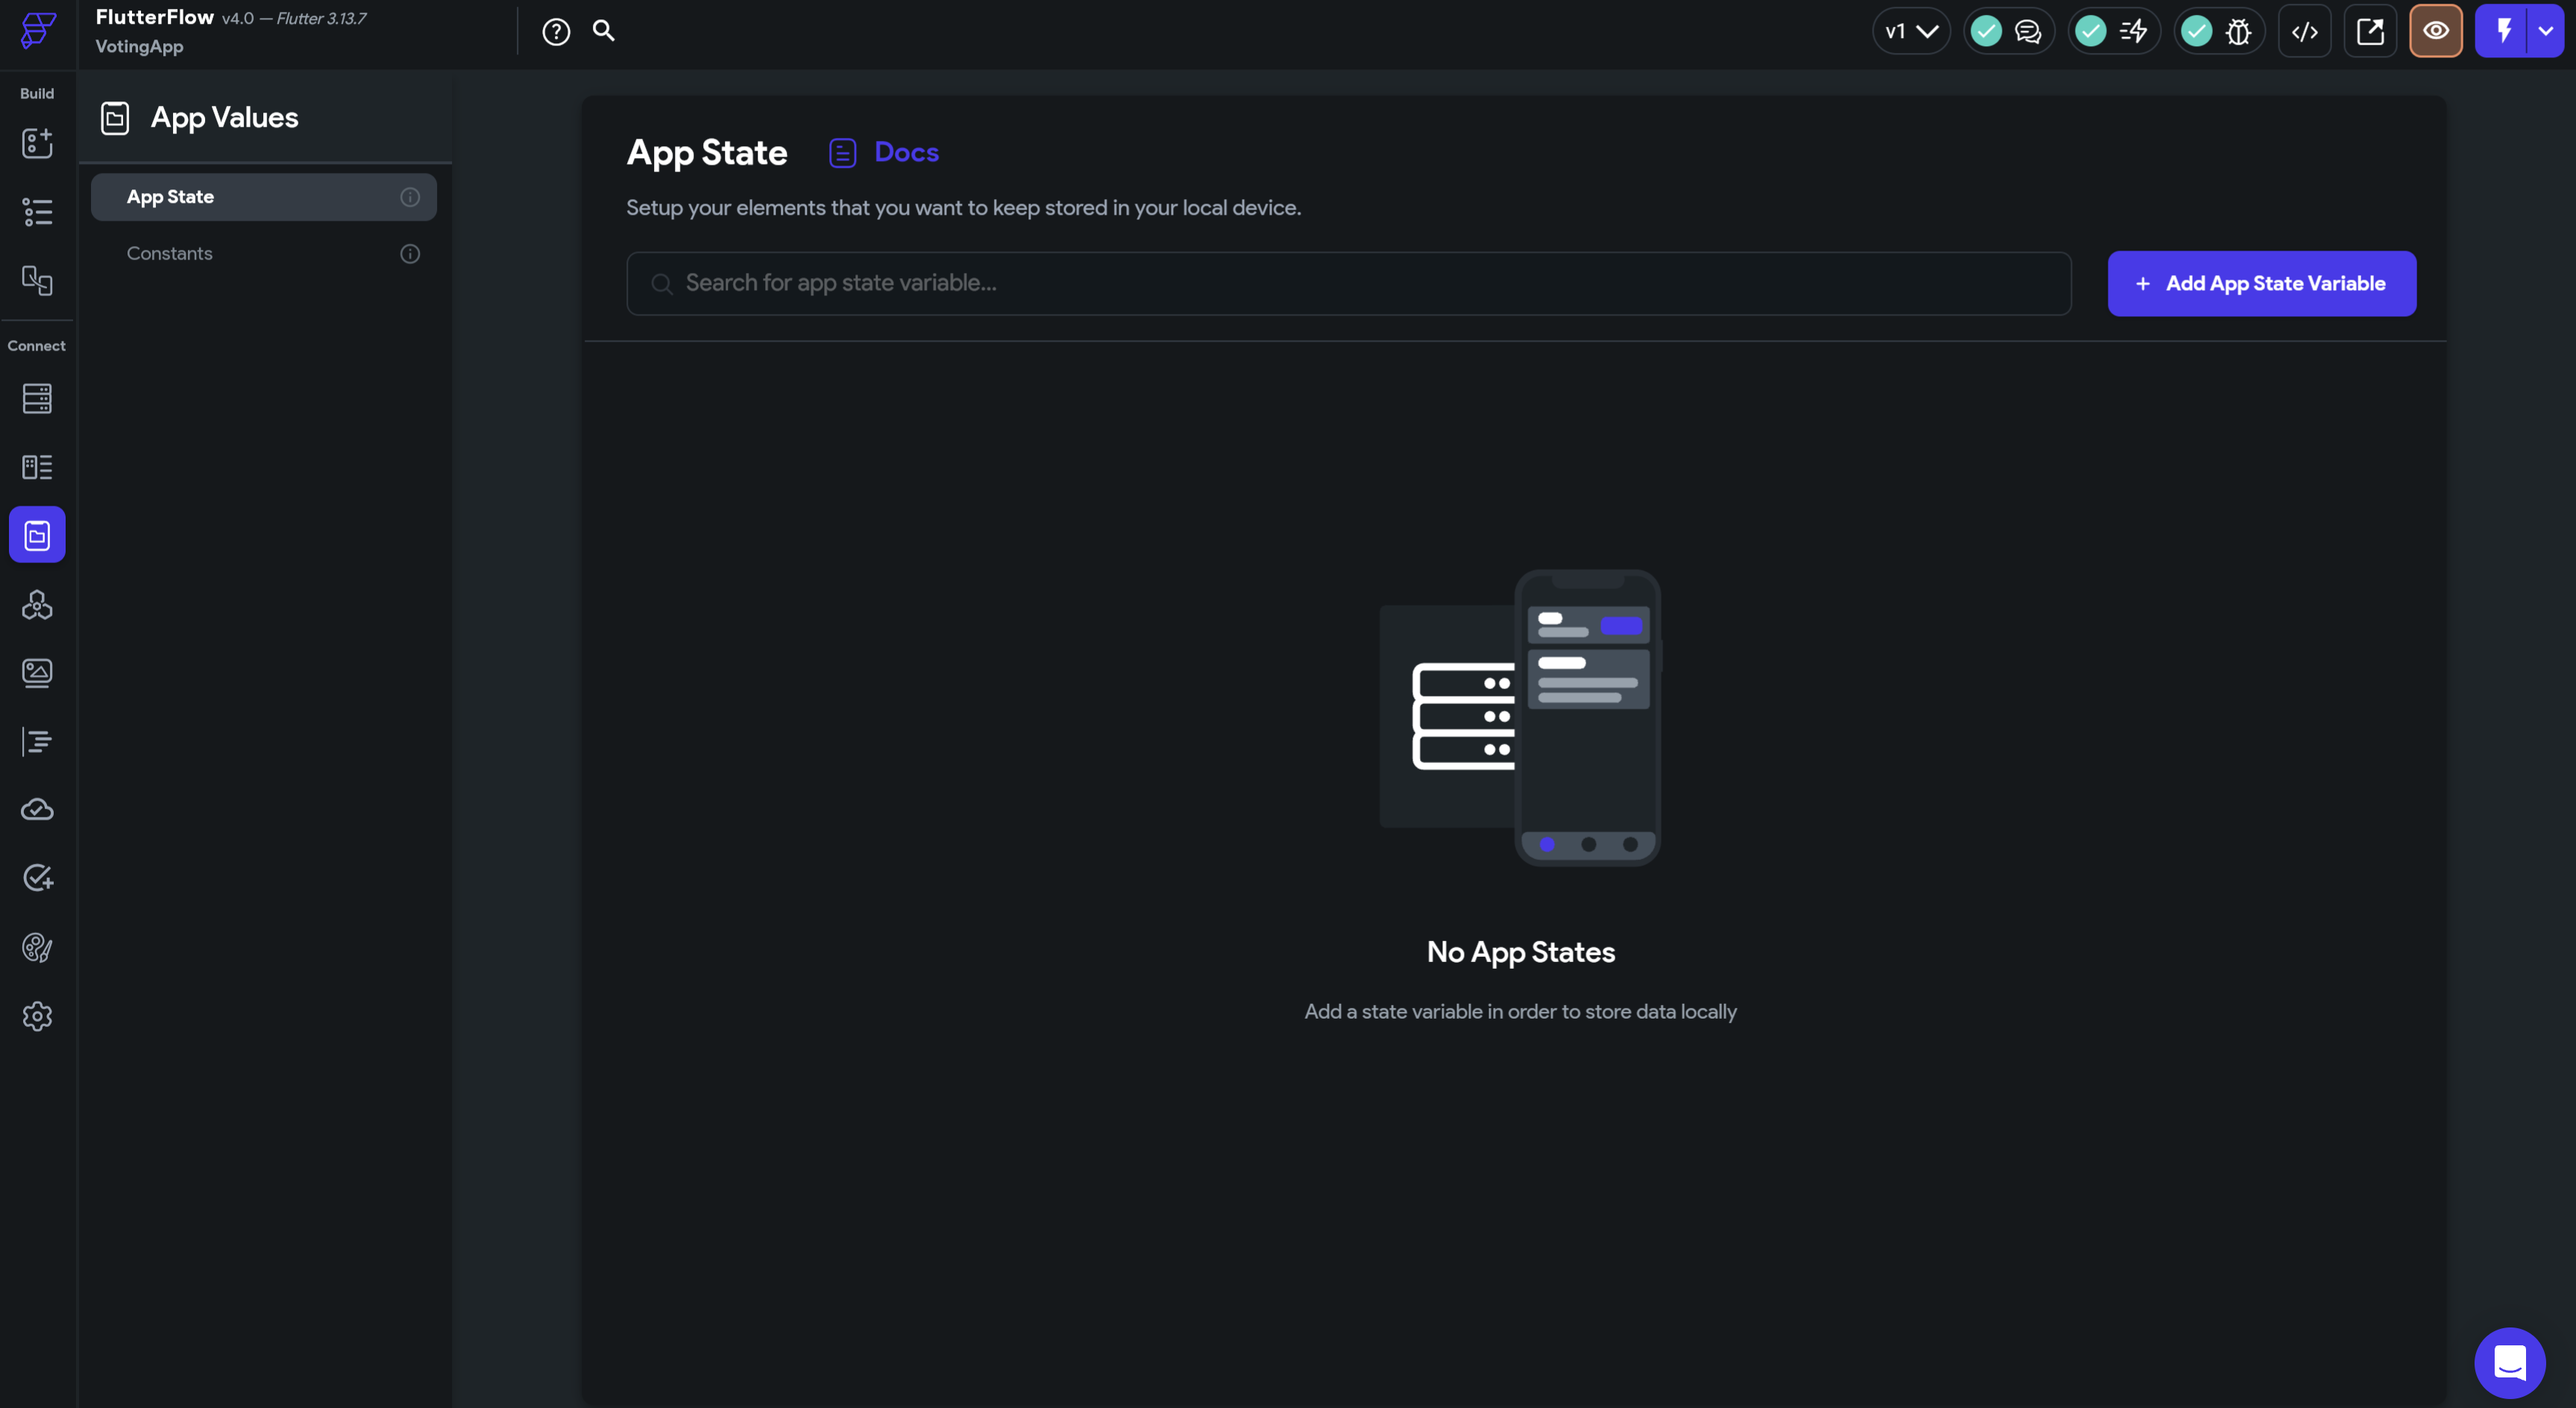 FlutterFlow v4.0 — Flutter 3.13.7
VotingApp
v1
Build
Connect
App Values
App State
Constants
App State
Docs
Setup your elements that you want to keep stored in your local device.
Search for app state variable...
+ Add App State Variable
No App States
Add a state variable in order to store data locally